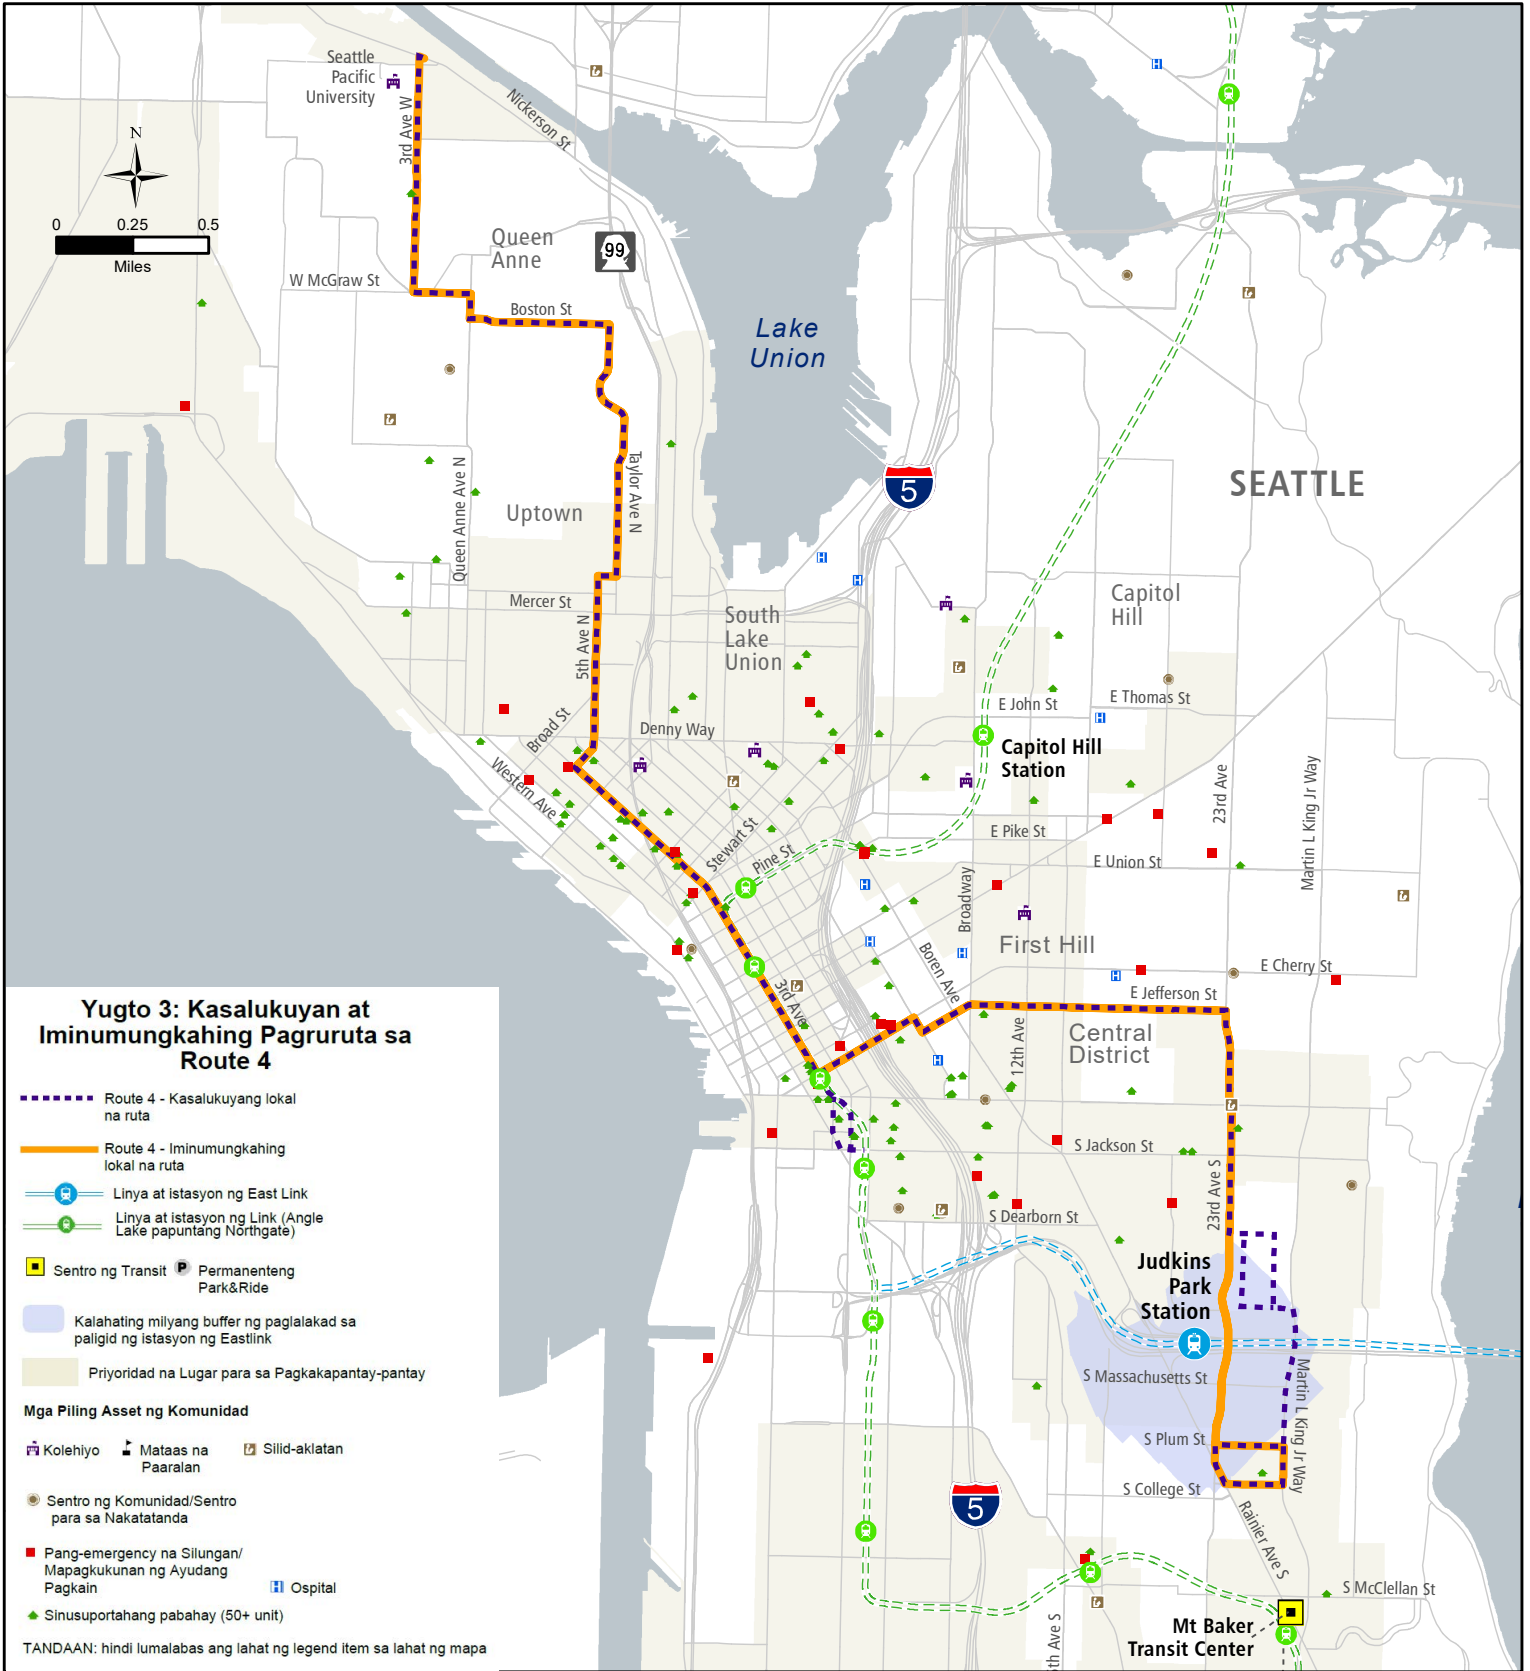 Seattle
Pacific
University
3rd Ave W
Nickerson St
N
0 0.25 0.5
Miles
Queen
Anne
99
W McGraw St
Boston St
Lake
Union
Taylor Ave N
Queen Anne Ave N
Uptown
5
SEATTLE
Mercer St
5th Ave N
South
Lake
Union
Capitol
Hill
E John St
E Thomas St
Broad St
Denny Way
Capitol Hill
Station
Western Ave
23rd Ave
Martin L King Jr Way
Stewart St
Pine St
E Pike St
E Union St
Broadway
First Hill
Boren Ave
E Cherry St
3rd Ave
E Jefferson St
12th Ave
Central
District
S Jackson St
23rd Ave S
S Dearborn St
Judkins
Park
Station
S Massachusetts St
Martin L King Jr Way
S Plum St
S College St
5
Rainier Ave S
S McClellan St
Mt Baker
Transit Center
th Ave S
Yugto 3: Kasalukuyan at
Iminumungkahing Pagruruta sa
Route 4
Route 4 - Kasalukuyang lokal
na ruta
Route 4 - Iminumungkahing
lokal na ruta
Linya at istasyon ng East Link
Linya at istasyon ng Link (Angle
Lake papuntang Northgate)
Sentro ng Transit P Permanenteng
Park&Ride
Kalahating milyang buffer ng paglalakad sa
paligid ng istasyon ng Eastlink
Priyoridad na Lugar para sa Pagkakapantay-pantay
Mga Piling Asset ng Komunidad
Kolehiyo Mataas na Silid-aklatan
Paaralan
Sentro ng Komunidad/Sentro
para sa Nakatatanda
Pang-emergency na Silungan/
Mapagkukunan ng Ayudang
Pagkain H Ospital
Sinusuportahang pabahay (50+ unit)
TANDAAN: hindi lumalabas ang lahat ng legend item sa lahat ng mapa